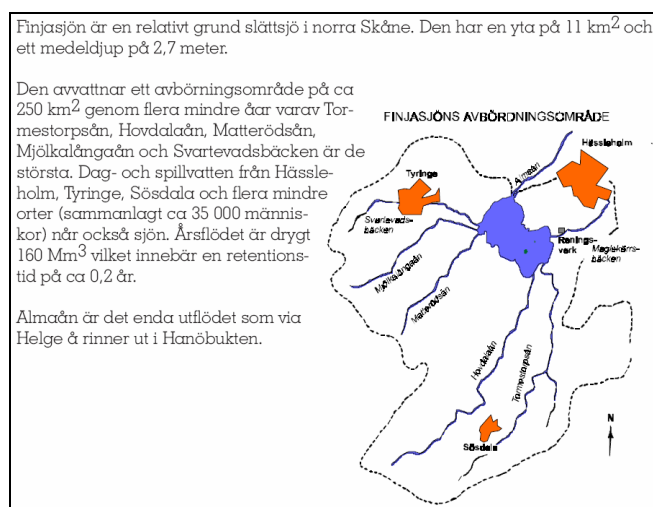 Finjasjön är en relativt grund slättsjö i norra Skåne. Den har en yta på 11 km2 och
ett medeldjup på 2,7 meter.
Den avvattnar ett avbörningsområde på ca
250 km2 genom flera mindre åar varav Tor-
mestorpsån, Hovdalaån, Matterödsån,
Mjölkalångaån och Svartevadsbäcken är de
största. Dag- och spillvatten från Hässle-
holm, Tyringe, Sösdala och flera mindre
orter (sammanlagt ca 35 000 männis-
kor) når också sjön. Årsflödet är drygt
160 Mm3 vilket innebär en retentions-
tid på ca 0,2 år.
Almaån är det enda utflödet som via
Helge å rinner ut i Hanöbukten.
FINJASJÖNS AVBÖRDNINGSOMRÅDE
Hässleholm
Almaån
Tyringe
Svartevads-
bäcken
Renings-
verk
Maglekärrs-
bäcken
Mjölkalångaån
Matterödsån
Hovdalaån
Tormestorpsån
N
Sösdala